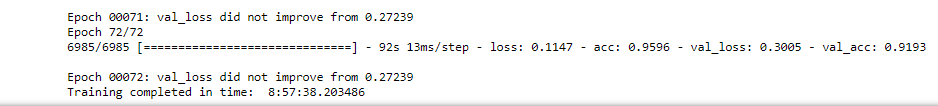 Epoch 00071: val_loss did not improve from 0.27239
Epoch 72/72
6985/6985 [==============================] - 92s 13ms/step - loss: 0.1147 - acc: 0.9596 - val_loss: 0.3005 - val_acc: 0.9193
Epoch 00072: val_loss did not improve from 0.27239
Training completed in time:  8:57:38.203486